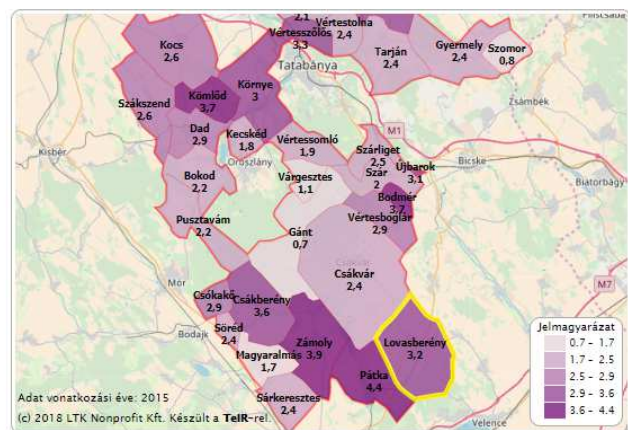 2,1
Vértestolna
2,4
Piliscsaba
Kocs
2,6
Vértesszőlős
3,3
Tarján
2,4
Gyermely
2,4
Szomor
0,8
Tatabánya
Környe
3
Kömlőd
3,7
Szákszend
2,6
Zsámbék
Kisbér
Dad
2,9
Kecskéd
1,8
Vértessomló
1,9
M1
Oroszlány
Szárliget
2,5
Szár
2
Újbarok
3,1
Bicske
Biatorbágy
Bokod
2,2
Várgesztes
1,1
Bodmér
3,7
Vértesboglár
2,9
Pusztavám
2,2
Gánt
0,7
Csákvár
2,4
Mór
M7
Csókakő
2,9
Csákberény
3,6
Söréd
2,4
Bodajk
Zámoly
3,9
Lovasberény
3,2
Magyaralmás
1,7
Pátka
4,4
Sárkeresztes
2,4
Velence
Jelmagyarázat
0.7 - 1.7
1.7 - 2.5
2.5 - 2.9
2.9 - 3.6
3.6 - 4.4
Adat vonatkozási éve: 2015
(c) 2018 LTK Nonprofit Kft. Készült a TeIR-rel.